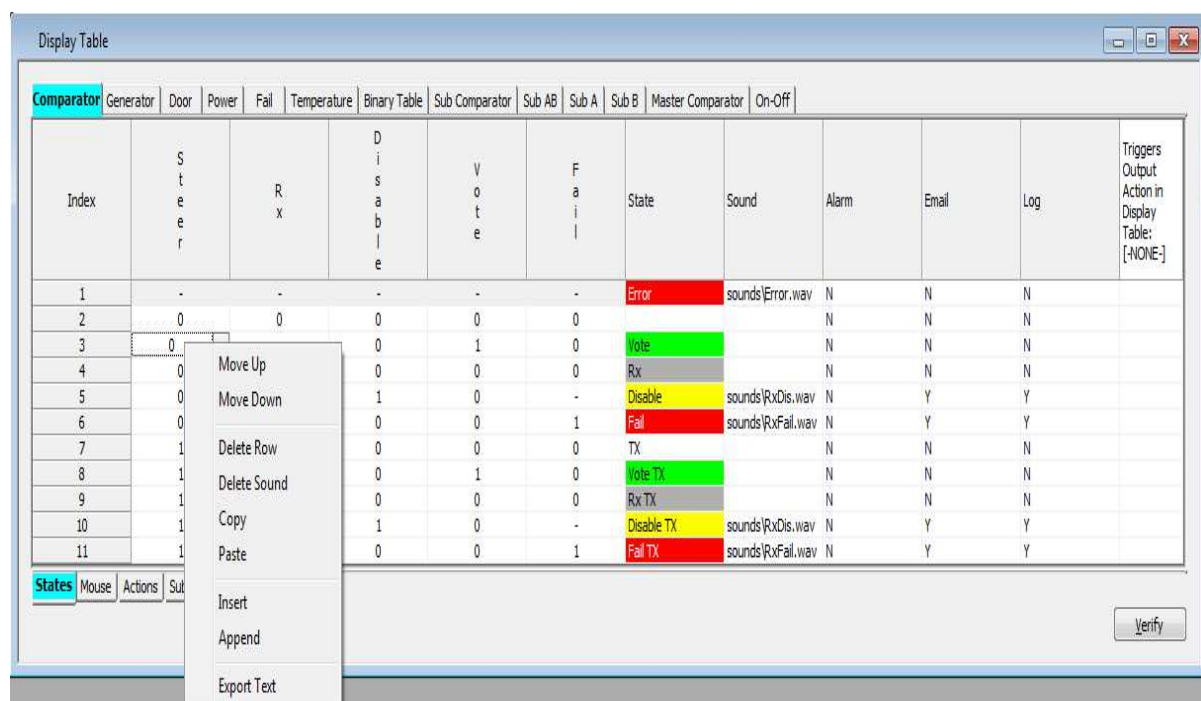 Display Table
Comparator Generator Door Power Fail Temperature Binary Table Sub Comparator Sub AB Sub A Sub B Master Comparator On-Off
Index Steer Rx Disable Vote Fail State Sound Alarm Email Log Triggers Output Action in Display Table: [-NONE-]
1 - - - - - Error sounds\Error.wav N N N
2 0 0 0 0 0 N N N
3 0 0 1 0 Vote N N N
4 0 0 0 0 Rx N N N
5 0 1 0 - Disable sounds\RxDis.wav N Y Y
6 0 0 0 1 Fail sounds\RxFail.wav N Y Y
7 1 0 0 0 TX N N N
8 1 0 1 0 Vote TX N N N
9 1 0 0 0 Rx TX N N N
10 1 1 0 - Disable TX sounds\RxDis.wav N Y Y
11 1 0 0 1 Fail TX sounds\RxFail.wav N Y Y
Move Up
Move Down
Delete Row
Delete Sound
Copy
Paste
Insert
Append
Export Text
States Mouse Actions
Verify